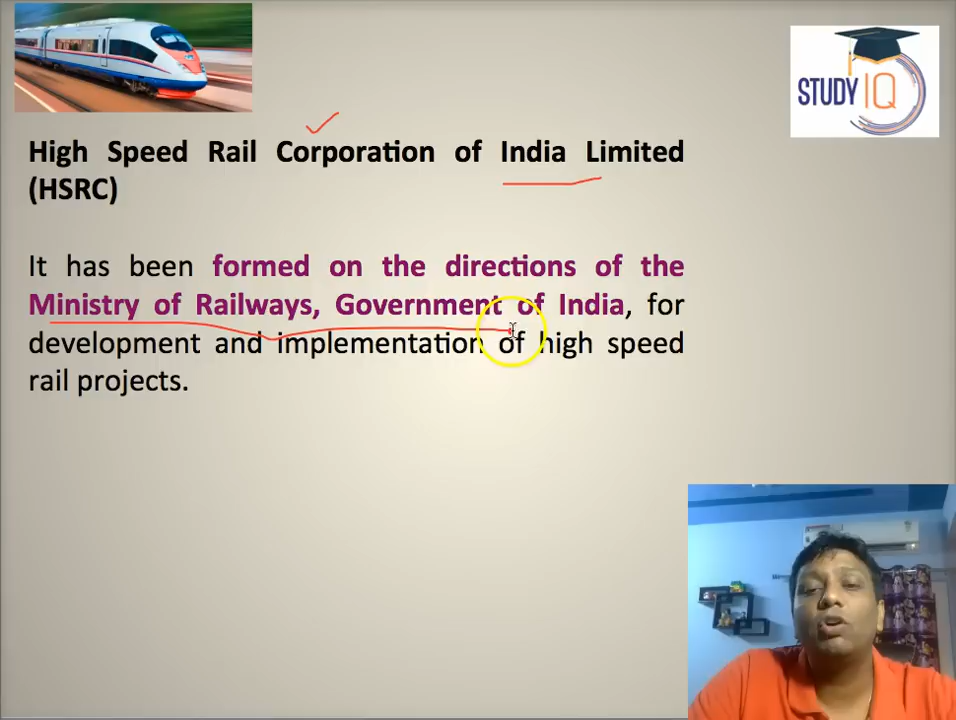 STUDY IQ
High Speed Rail Corporation of India Limited
(HSRC)
It has been formed on the directions of the
Ministry of Railways, Government of India, for
development and implementation of high speed
rail projects.